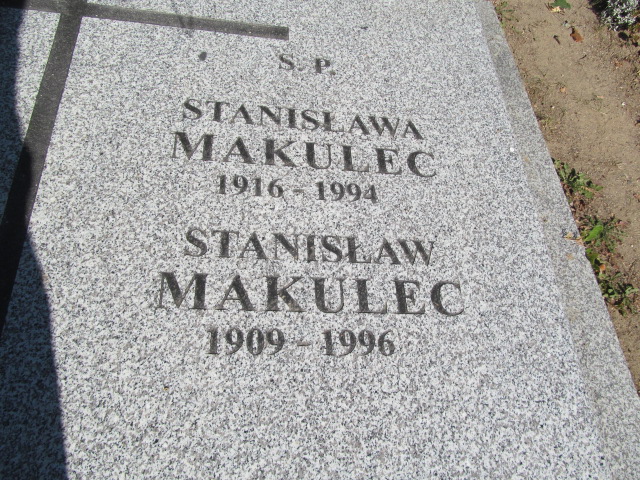 S. P.
STANISŁAWA
MAKULEC
1916 - 1994
STANISŁAW
MAKULEC
1909 - 1996